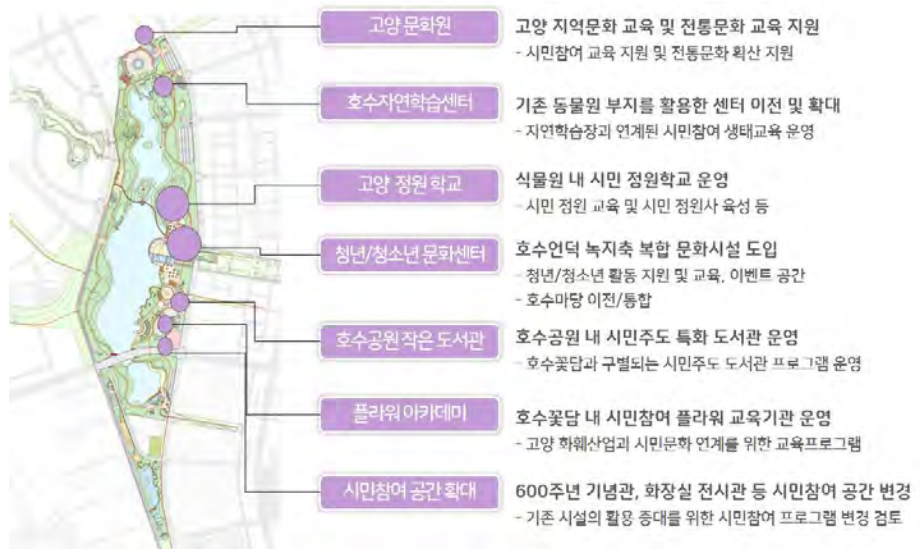 고양 문화원
고양 지역문화 교육 및 전통문화 교육 지원
- 시민참여 교육 지원 및 전통문화 확산 지원
호수자연학습센터
기존 동물원 부지를 활용한 센터 이전 및 확대
- 자연학습장과 연계된 시민참여 생태교육 운영
고양 정원 학교
식물원 내 시민 정원학교 운영
- 시민 정원 교육 및 시민 정원사 육성 등
청년/청소년 문화센터
호수언덕 녹지축 복합 문화시설 도입
- 청년/청소년 활동 지원 및 교육, 이벤트 공간
- 호수마당 이전/통합
호수공원 작은 도서관
호수공원 내 시민주도 특화 도서관 운영
- 호수꽃담과 구별되는 시민주도 도서관 프로그램 운영
플라워 아카데미
호수꽃담 내 시민참여 플라워 교육기관 운영
- 고양 화훼산업과 시민문화 연계를 위한 교육프로그램
시민참여 공간 확대
600주년 기념관, 화장실 전시관 등 시민참여 공간 변경
- 기존 시설의 활용 증대를 위한 시민참여 프로그램 변경 검토